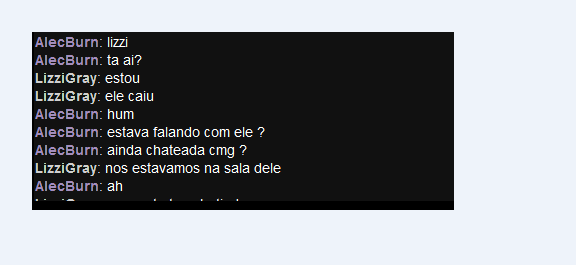 AlecBurn: lizzi
AlecBurn: ta ai?
LizziGray: estou
LizziGray: ele caiu
AlecBurn: hum
AlecBurn: estava falando com ele ?
AlecBurn: ainda chateada cmg ?
LizziGray: nos estavamos na sala dele
AlecBurn: ah